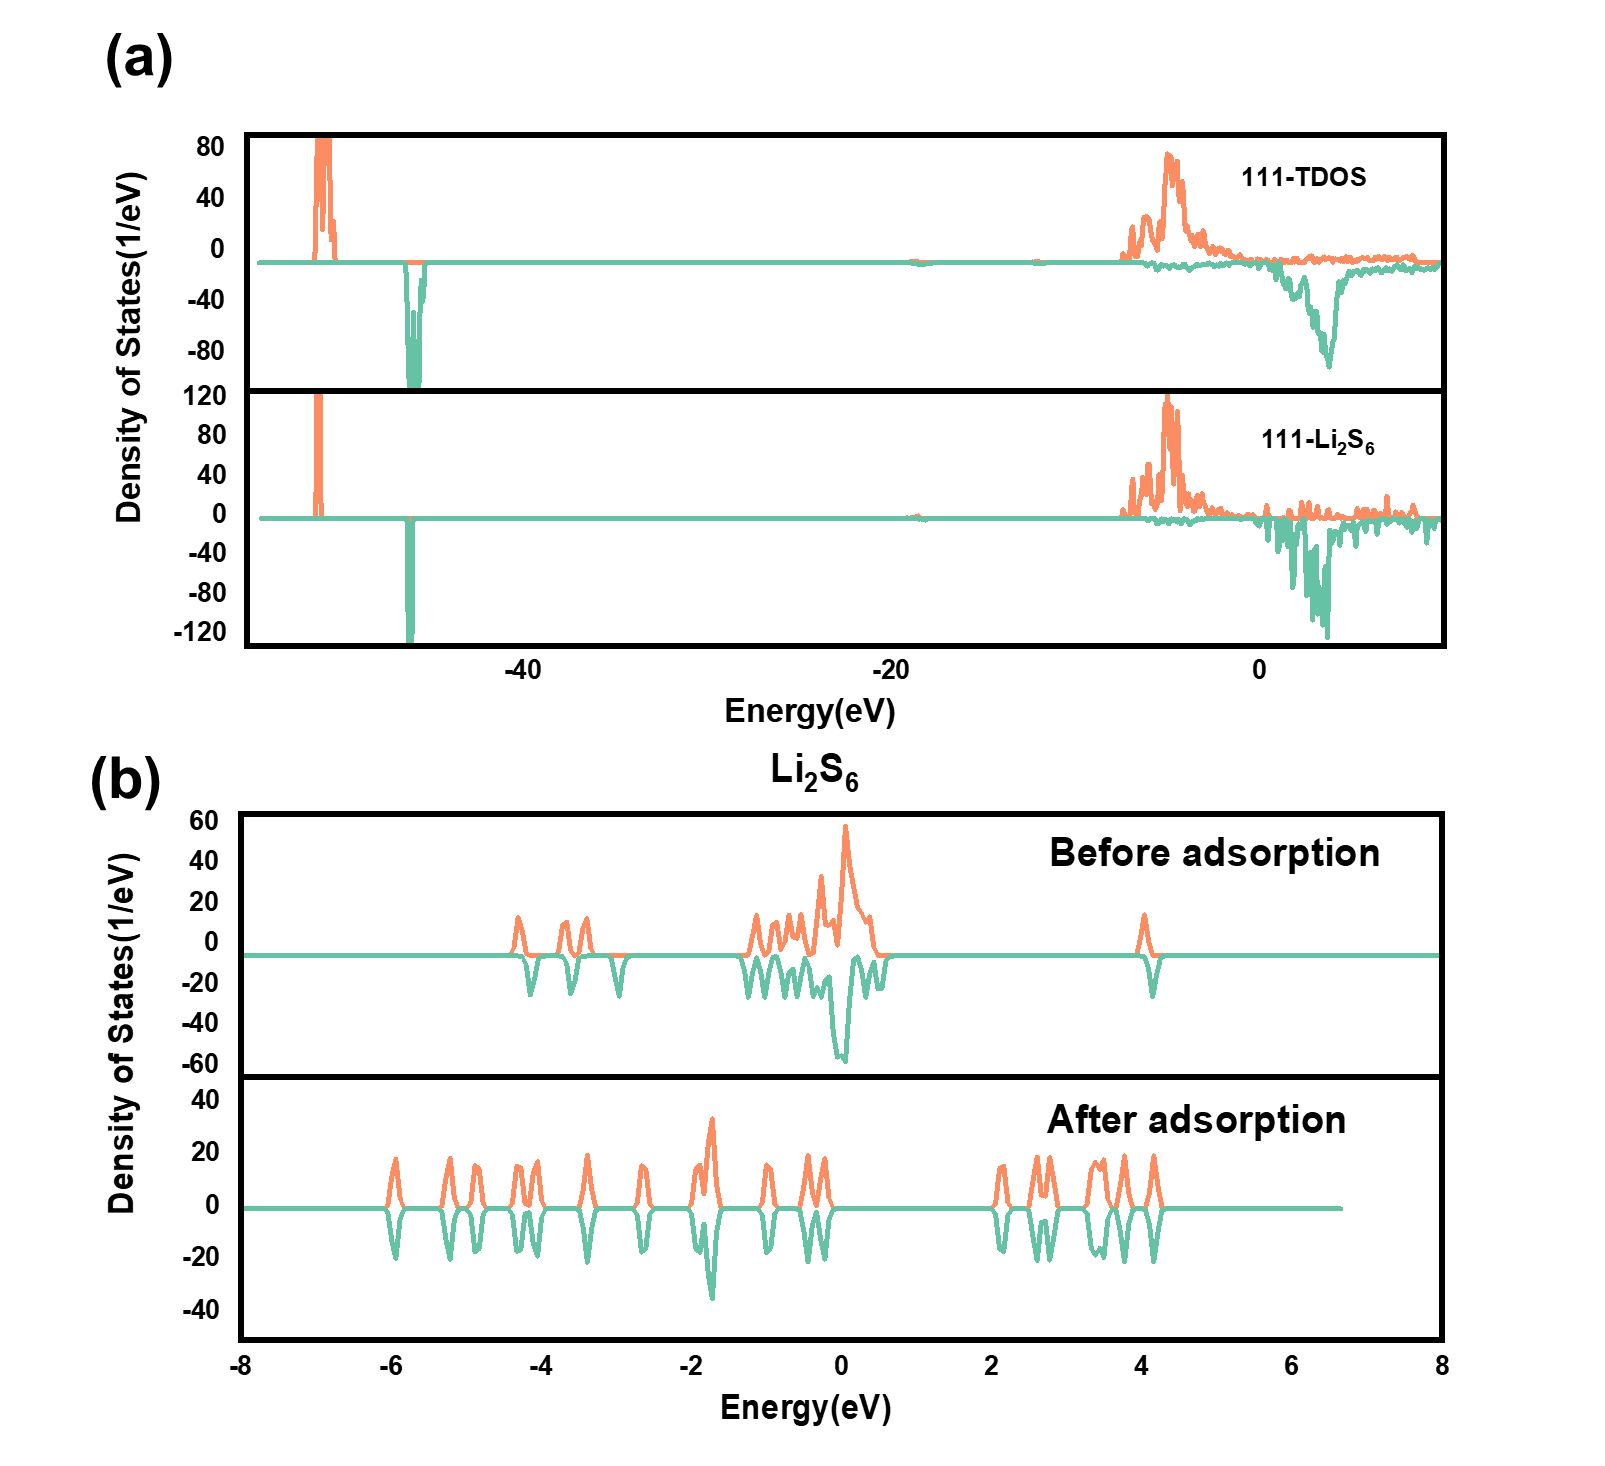 (a)
Density of States(1/eV)
80
40
0
-40
-80
111-TDOS
120
80
40
0
-40
-80
-120
111-Li₂S₆
-40 -20 0
Energy(eV)
(b)
Li₂S₆
Density of States(1/eV)
60
40
20
0
-20
-40
-60
Before adsorption
40
20
0
-20
-40
After adsorption
-8 -6 -4 -2 0 2 4 6 8
Energy(eV)